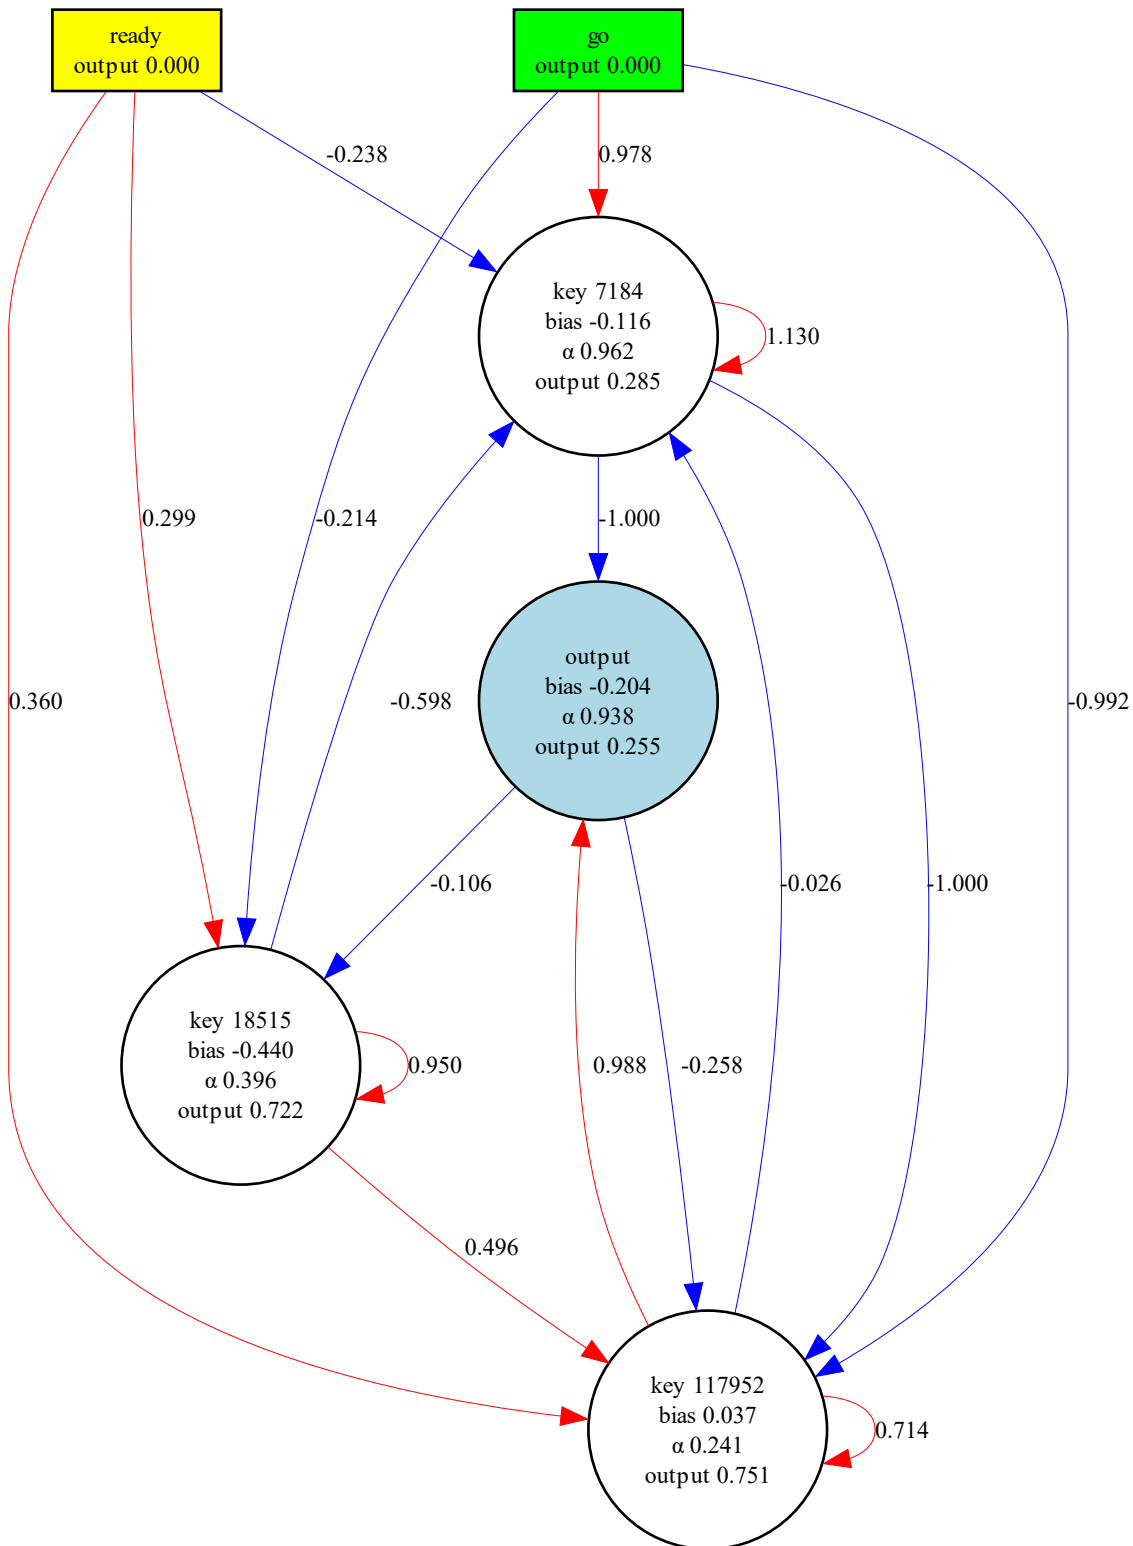 ready
output 0.000
go
output 0.000
-0.238
0.978
key 7184
bias -0.116
α 0.962
output 0.285
1.130
0.299
-0.214
-1.000
output
bias -0.204
α 0.938
output 0.255
0.360
-0.598
-0.992
-0.106
-0.026
-1.000
key 18515
bias -0.440
α 0.396
output 0.722
0.950
0.988
-0.258
0.496
key 117952
bias 0.037
α 0.241
output 0.751
0.714